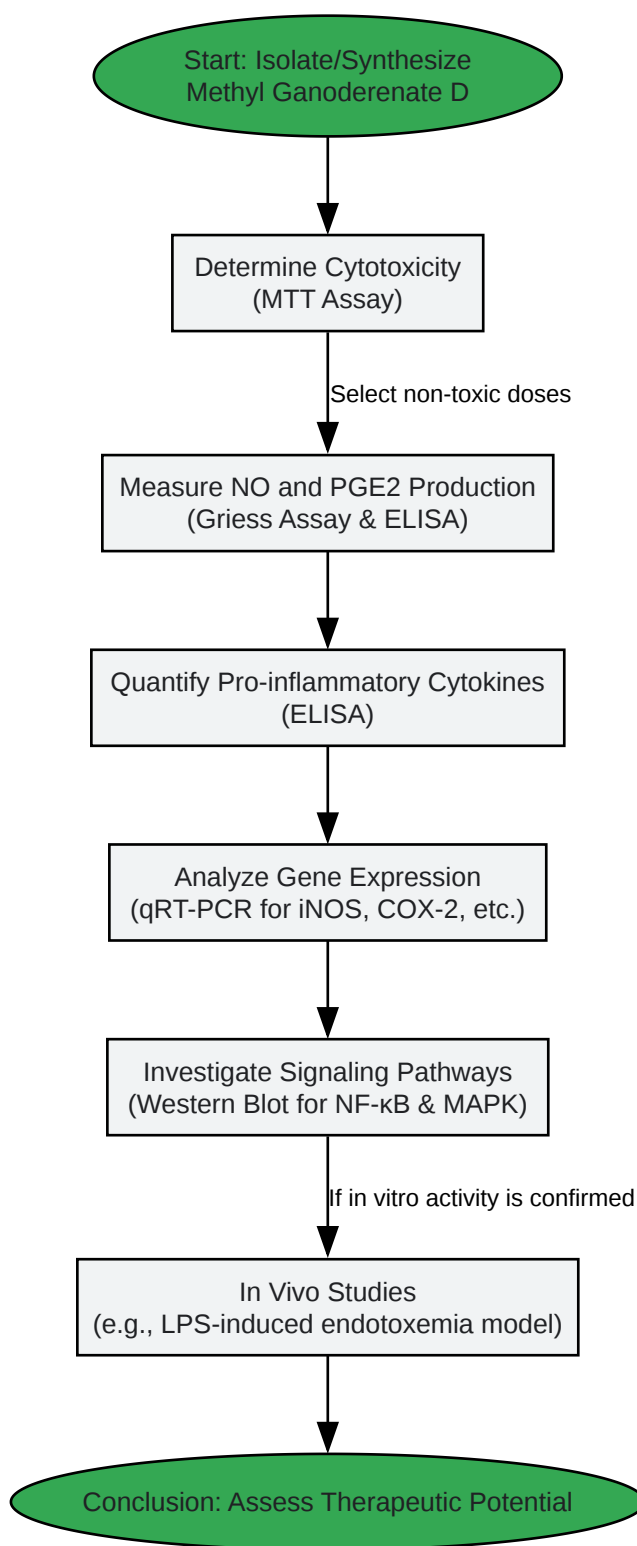 Start: Isolate/Synthesize
Methyl Ganoderenate D
Determine Cytotoxicity
(MTT Assay)
Select non-toxic doses
Measure NO and PGE2 Production
(Griess Assay & ELISA)
Quantify Pro-inflammatory Cytokines
(ELISA)
Analyze Gene Expression
(qRT-PCR for iNOS, COX-2, etc.)
Investigate Signaling Pathways
(Western Blot for NF-κB & MAPK)
If in vitro activity is confirmed
In Vivo Studies
(e.g., LPS-induced endotoxemia model)
Conclusion: Assess Therapeutic Potential